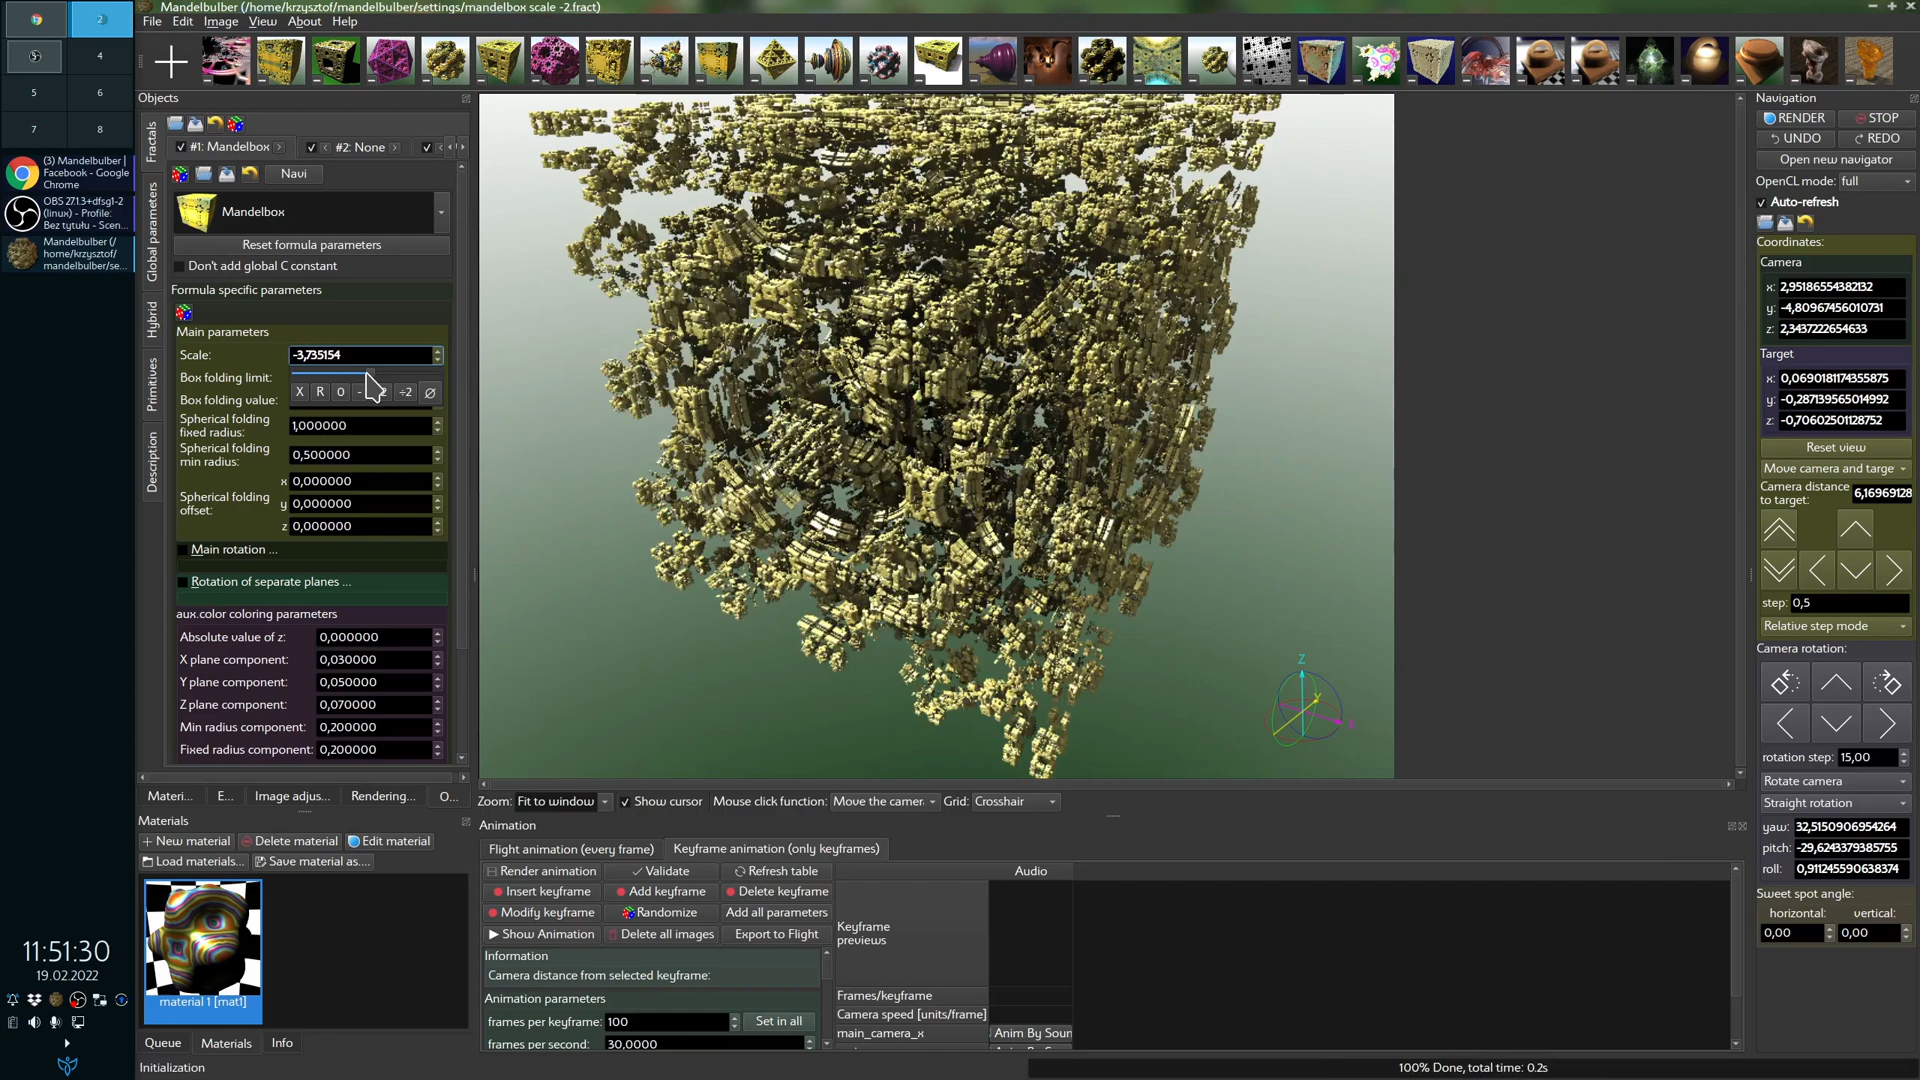 Mandelbulber (/home/krzysztof/mandelbulber/settings/mandelbox scale -2.fract)
File Edit Image View About Help
2
4
5 6
7 8
(3) Mandelbulber | Facebook - Google Chrome
OBS 27.1.3+dfsg1-2 (linux) - Profile: Bez tytułu - Scen...
Mandelbulber (/home/krzysztof/mandelbulber/se...
11:51:30
19.02.2022
Objects
Fractals
Global parameters
Hybrid
Primitives
Description
#1: Mandelbox
#2: None
Navi
Mandelbox
Reset formula parameters
Don't add global C constant
Formula specific parameters
Main parameters
Scale: -3,735154
Box folding limit:
X R 0 - ÷2
Box folding value:
Spherical folding fixed radius: 1,000000
Spherical folding min radius: 0,500000
Spherical folding offset:
x 0,000000
y 0,000000
z 0,000000
Main rotation ...
Rotation of separate planes ...
aux.color coloring parameters
Absolute value of z: 0,000000
X plane component: 0,030000
Y plane component: 0,050000
Z plane component: 0,070000
Min radius component: 0,200000
Fixed radius component: 0,200000
Materi... E... Image adjus... Rendering... O...
Materials
New material Delete material Edit material
Load materials... Save material as....
material 1 [mat1]
Queue Materials Info
Initialization
Z
Y
X
Zoom: Fit to window Show cursor Mouse click function: Move the camer Grid: Crosshair
Animation
Flight animation (every frame) Keyframe animation (only keyframes)
Render animation Validate Refresh table
Insert keyframe Add keyframe Delete keyframe
Modify keyframe Randomize Add all parameters
Show Animation Delete all images Export to Flight
Information
Camera distance from selected keyframe:
Animation parameters
frames per keyframe: 100 Set in all
frames per second: 30,0000
Audio
Keyframe previews
Frames/keyframe
Camera speed [units/frame]
main_camera_x Anim By Soun
100% Done, total time: 0.2s
Navigation
RENDER STOP
UNDO REDO
Open new navigator
OpenCL mode: full
Auto-refresh
Coordinates:
Camera
x: 2,95186554382132
y: -4,80967456010731
z: 2,3437222654633
Target
x: 0,0690181174355875
y: -0,287139565014992
z: -0,70602501128752
Reset view
Move camera and targe
Camera distance to target: 6,16969128
step: 0,5
Relative step mode
Camera rotation:
rotation step: 15,00
Rotate camera
Straight rotation
yaw: 32,5150906954264
pitch: -29,6243379385755
roll: 0,911245590638374
Sweet spot angle:
horizontal: vertical:
0,00 0,00